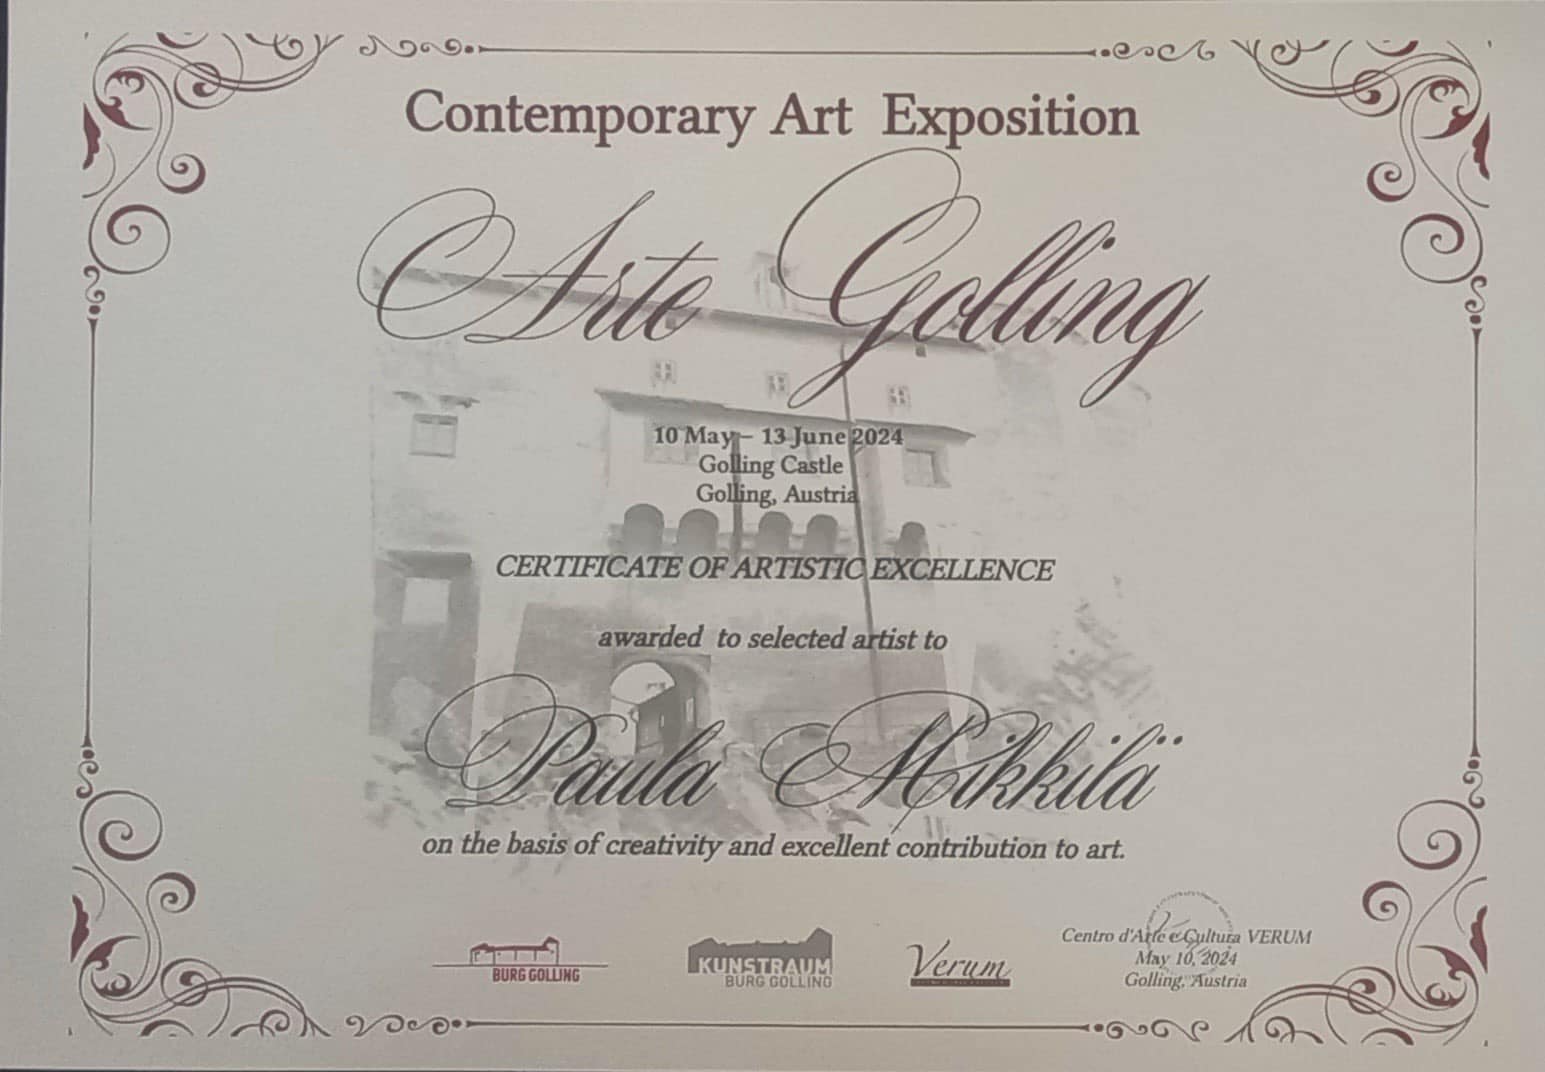 Contemporary Art Exposition
Arte Golling
10 May – 13 June 2024
Golling Castle
Golling, Austria
CERTIFICATE OF ARTISTIC EXCELLENCE
awarded to selected artist to
Paula Mikkilä
on the basis of creativity and excellent contribution to art.
BURG GOLLING
KUNSTRAUM
BURG GOLLING
Verum
Centro d'Arte e Cultura VERUM
May 10, 2024
Golling, Austria